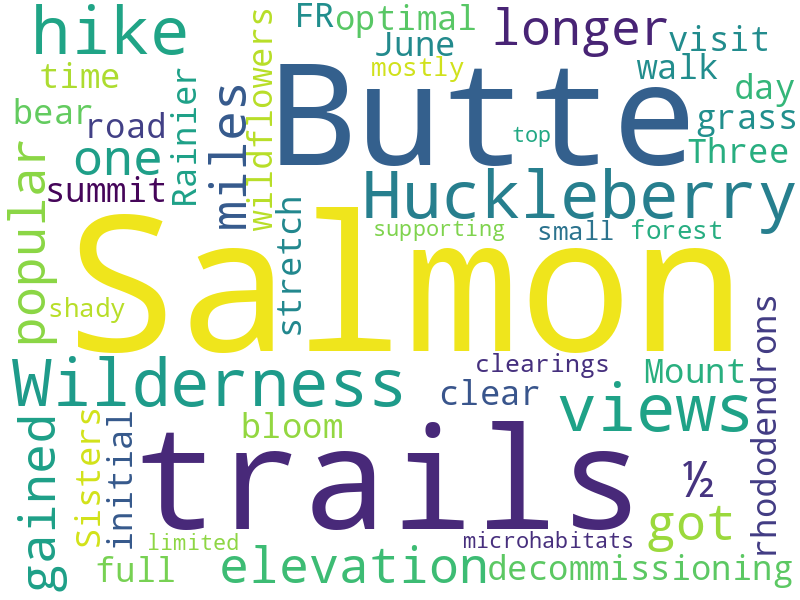 hike
FR
optimal
longer
June
visit
time
mostly
walk
bear
road
Rainier
miles
wildflowers
Butte
day
grass
top
one
Three
summit
popular
Huckleberry
Salmon
stretch
supporting
small
forest
shady
clearings
Mount
rhododendrons
Wilderness
clear
views
bloom
gained
Sisters
initial
trails
½
got
limited
microhabitats
full
elevation
decommissioning